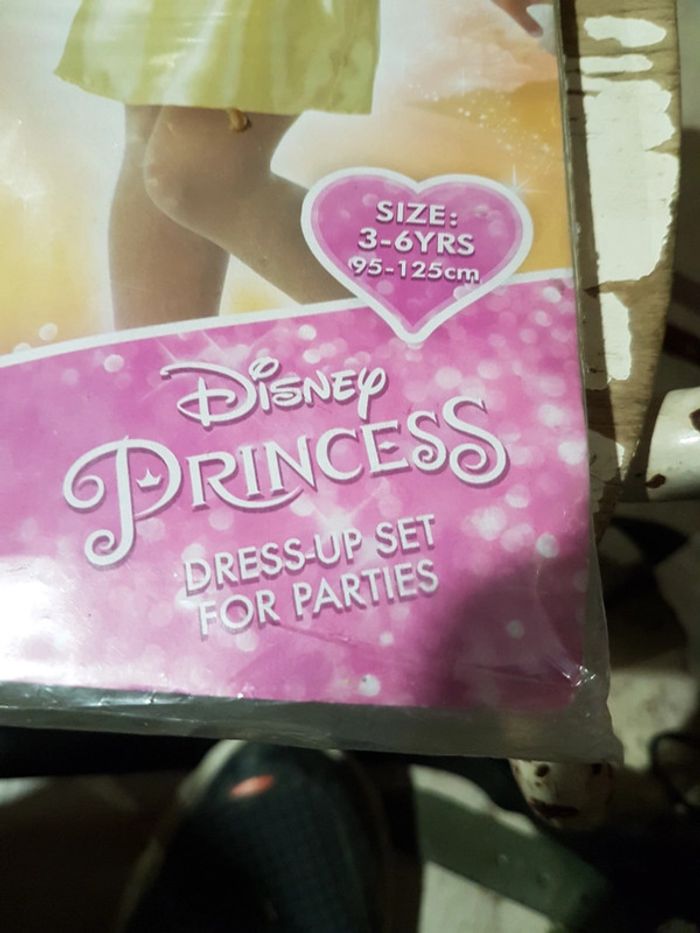 SIZE:
3-6YRS
95-125cm
DISNEY
PRINCESS
DRESS-UP SET
FOR PARTIES